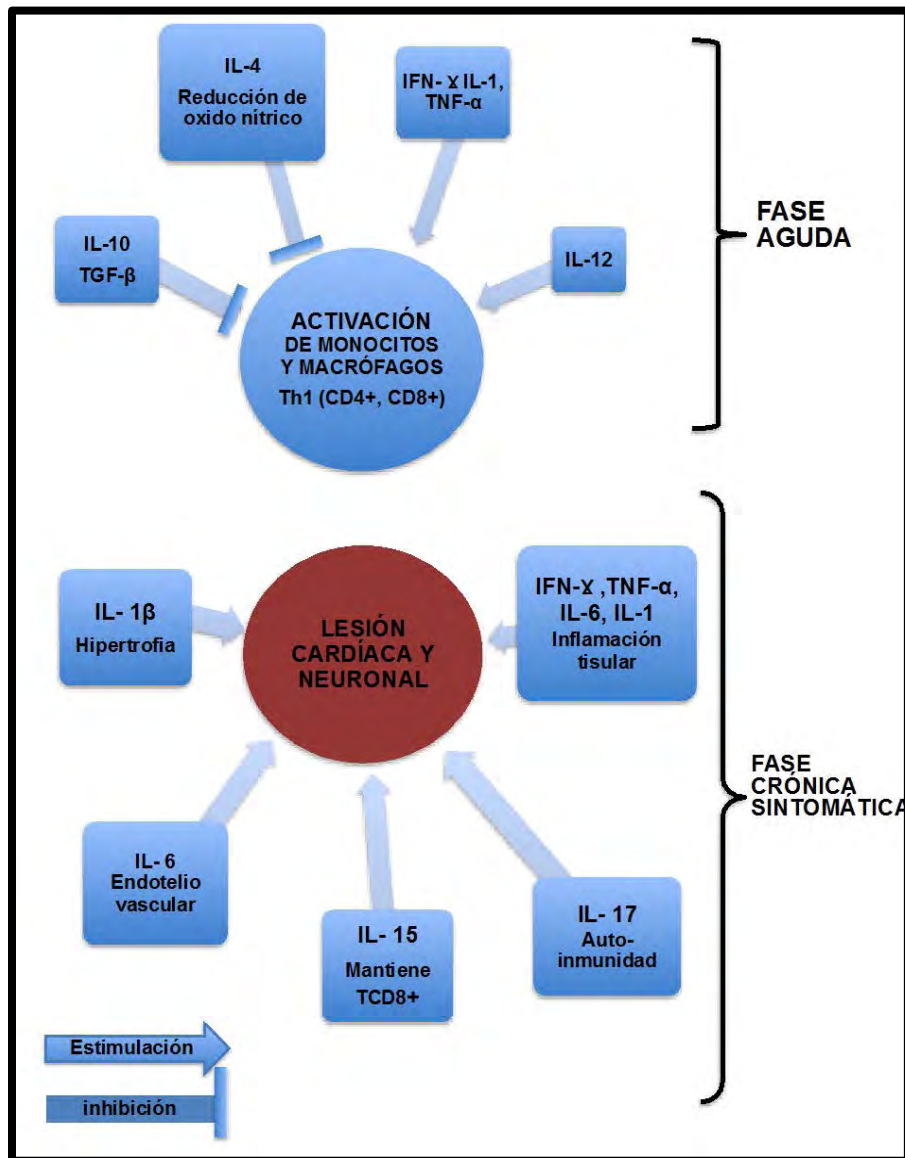 IL-4
Reducción de
oxido nítrico
IFN- ɣ IL-1,
TNF-α
IL-10
TGF-β
IL-12
ACTIVACIÓN
DE MONOCITOS
Y MACRÓFAGOS
Th1 (CD4+, CD8+)
FASE
AGUDA
IL- 1β
Hipertrofia
LESIÓN
CARDÍACA Y
NEURONAL
IFN-ɣ ,TNF-α,
IL-6, IL-1
Inflamación
tisular
IL- 6
Endotelio
vascular
IL- 15
Mantiene
TCD8+
IL- 17
Auto-
inmunidad
FASE
CRÓNICA
SINTOMÁTICA
Estimulación
inhibición